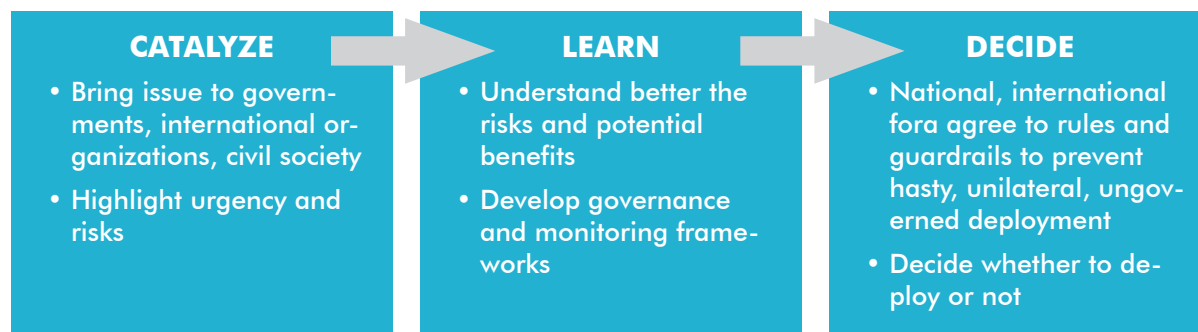 CATALYZE
• Bring issue to govern-
ments, international or-
ganizations, civil society
• Highlight urgency and
risks
LEARN
• Understand better the
risks and potential
benefits
• Develop governance
and monitoring frame-
works
DECIDE
• National, international
fora agree to rules and
guardrails to prevent
hasty, unilateral, ungov-
erned deployment
• Decide whether to de-
ploy or not